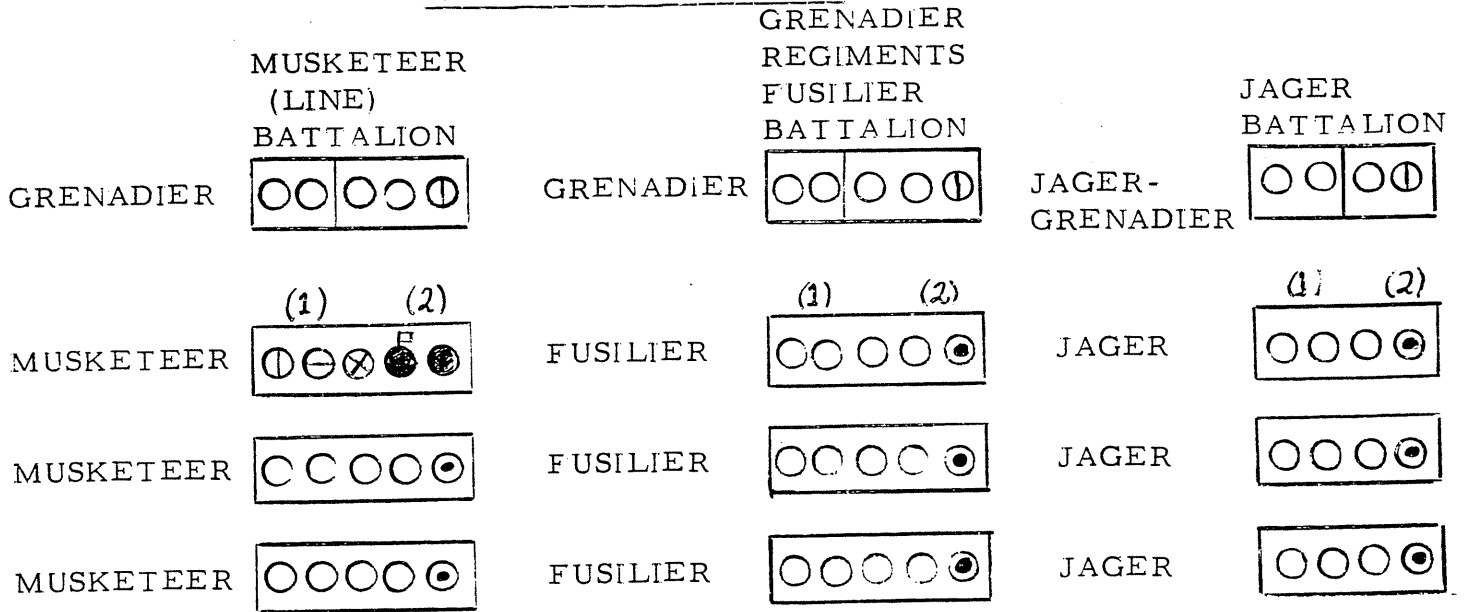 MUSKETEER
(LINE)
BATTALION
GRENADIER
REGIMENTS
FUSILIER
BATTALION
JAGER
BATTALION
GRENADIER
GRENADIER
JAGER-
GRENADIER
(1) (2)
(1) (2)
(1) (2)
MUSKETEER
FUSILIER
JAGER
MUSKETEER
FUSILIER
JAGER
MUSKETEER
FUSILIER
JAGER